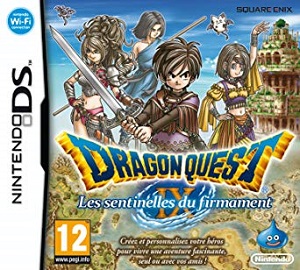 Nintendo
Wi-Fi
CONNECTION
SQUARE ENIX
NINTENDO DS
DRAGON QUEST
IX
Les sentinelles du firmament
12
www.pegi.info
Créez et personnalisez votre héros
pour vivre une aventure fascinante,
seul ou avec vos amis !
Nintendo